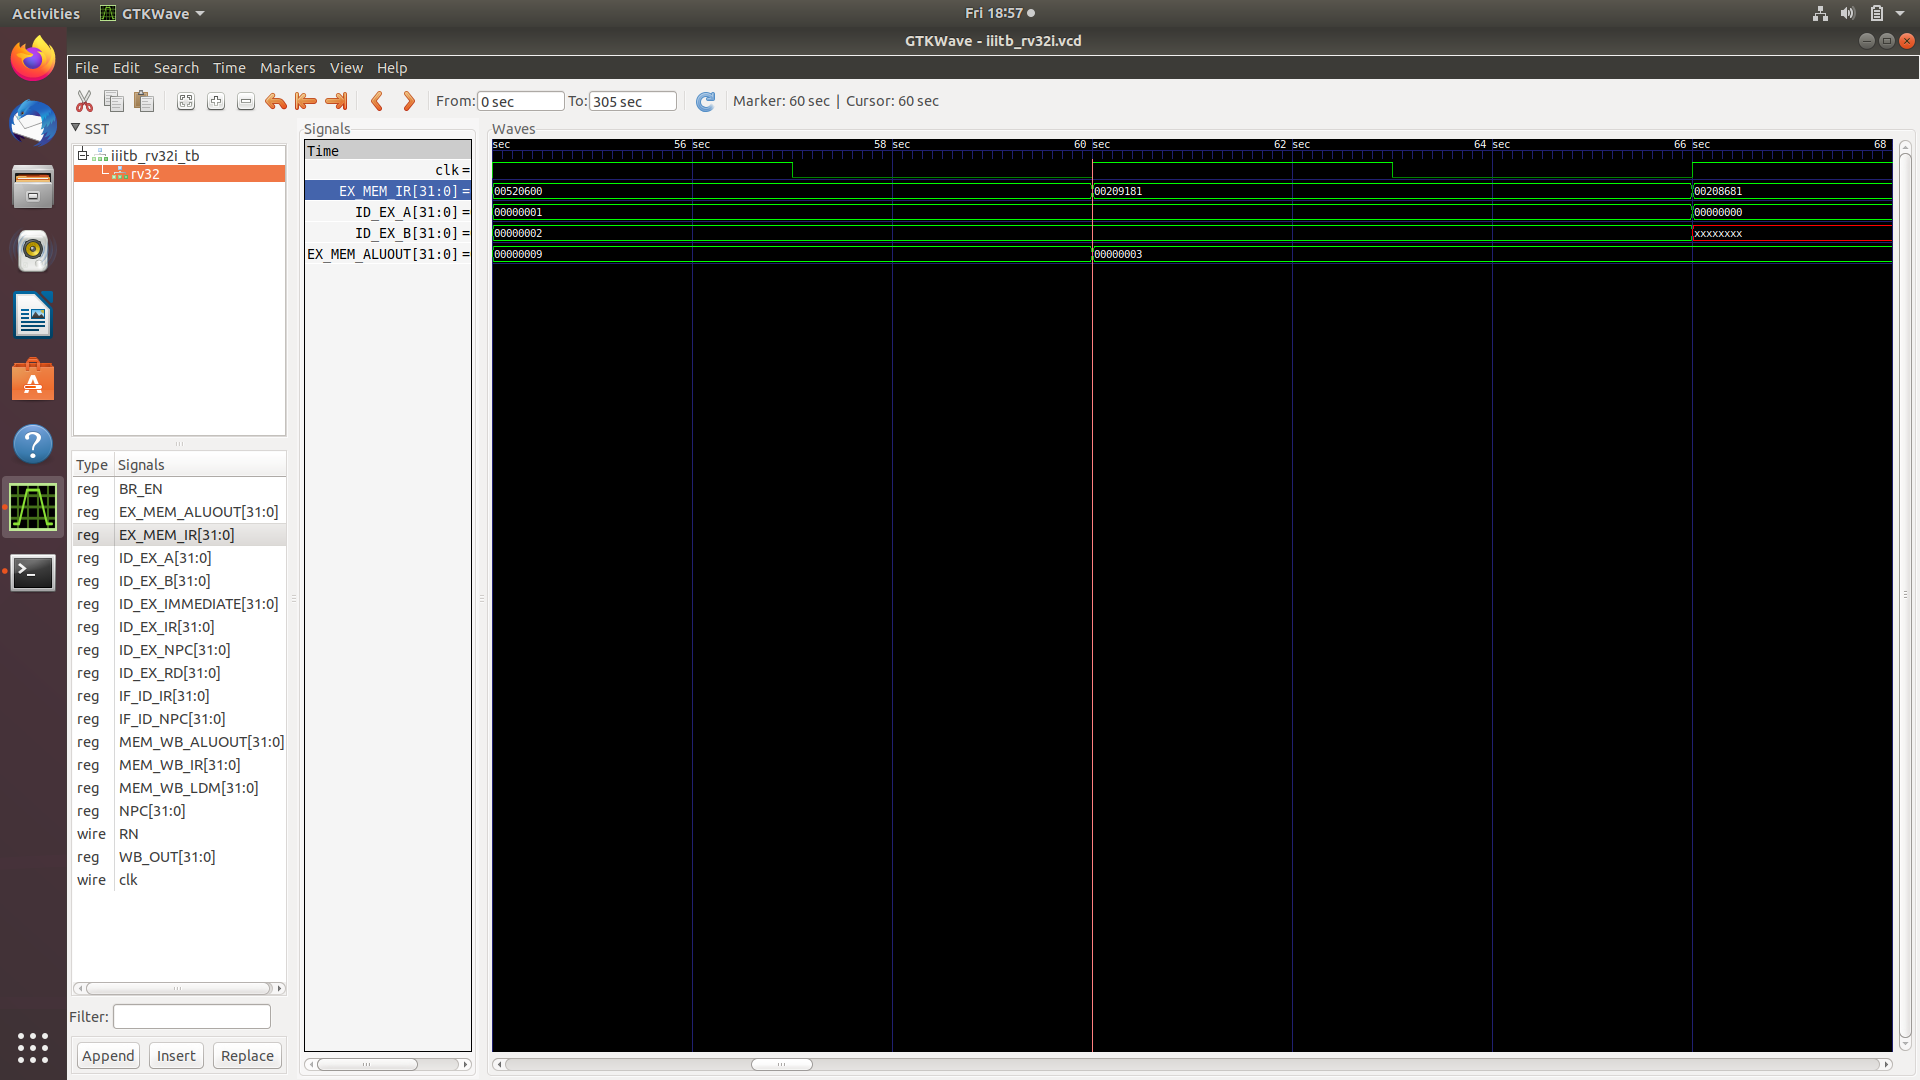 Activities GTKWave Fri 18:57
GTKWave - iiitb_rv32i.vcd
File Edit Search Time Markers View Help
From: 0 sec To: 305 sec Marker: 60 sec | Cursor: 60 sec
SST
iiitb_rv32i_tb
rv32
Type Signals
reg BR_EN
reg EX_MEM_ALUOUT[31:0]
reg EX_MEM_IR[31:0]
reg ID_EX_A[31:0]
reg ID_EX_B[31:0]
reg ID_EX_IMMEDIATE[31:0]
reg ID_EX_IR[31:0]
reg ID_EX_NPC[31:0]
reg ID_EX_RD[31:0]
reg IF_ID_IR[31:0]
reg IF_ID_NPC[31:0]
reg MEM_WB_ALUOUT[31:0]
reg MEM_WB_IR[31:0]
reg MEM_WB_LDM[31:0]
reg NPC[31:0]
wire RN
reg WB_OUT[31:0]
wire clk
Filter:
Append Insert Replace
Signals
Time
clk =
EX_MEM_IR[31:0] =
ID_EX_A[31:0] =
ID_EX_B[31:0] =
EX_MEM_ALUOUT[31:0] =
Waves
sec 56 sec 58 sec 60 sec 62 sec 64 sec 66 sec 68
00520600 00209181 00208681
00000001 00000000
00000002 xxxxxxxx
00000009 00000003